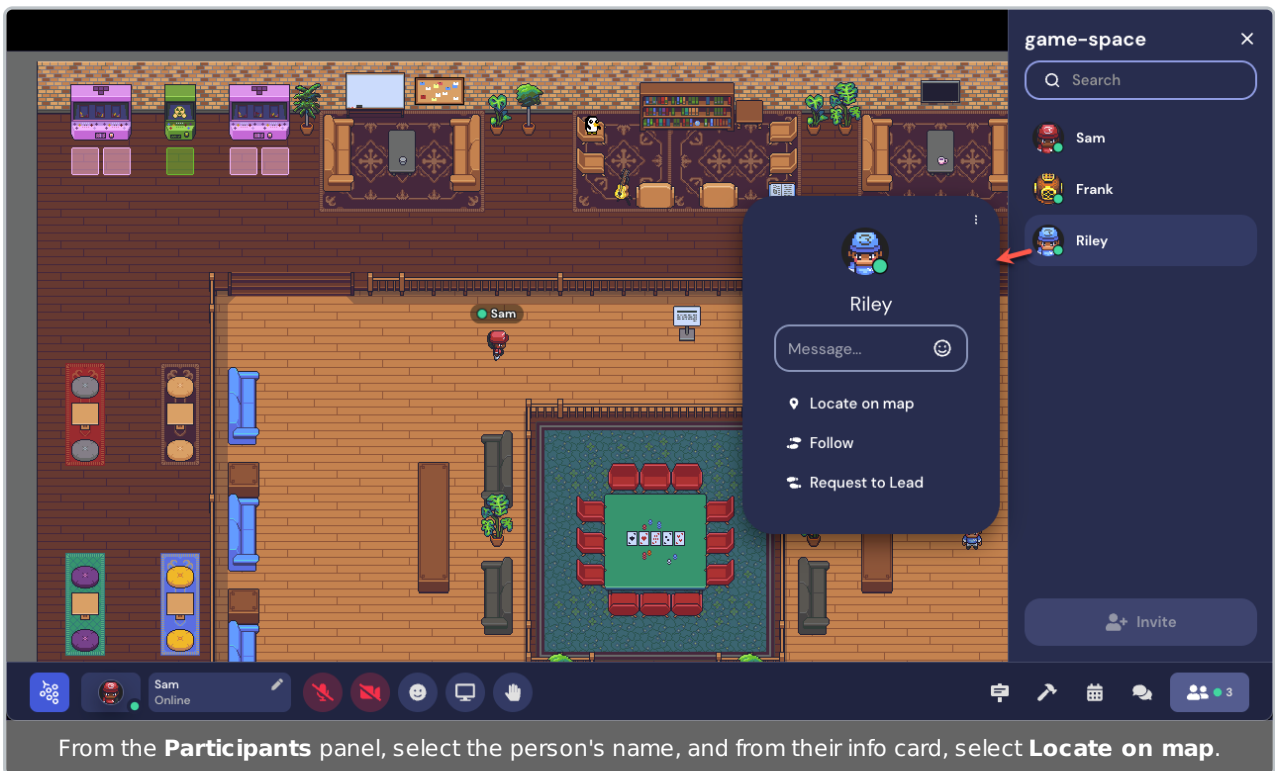 game-space
Search
Sam
Frank
Riley
Riley
Message...
Locate on map
Follow
Request to Lead
Sam
Invite
Sam
Online
3
From the Participants panel, select the person's name, and from their info card, select Locate on map.